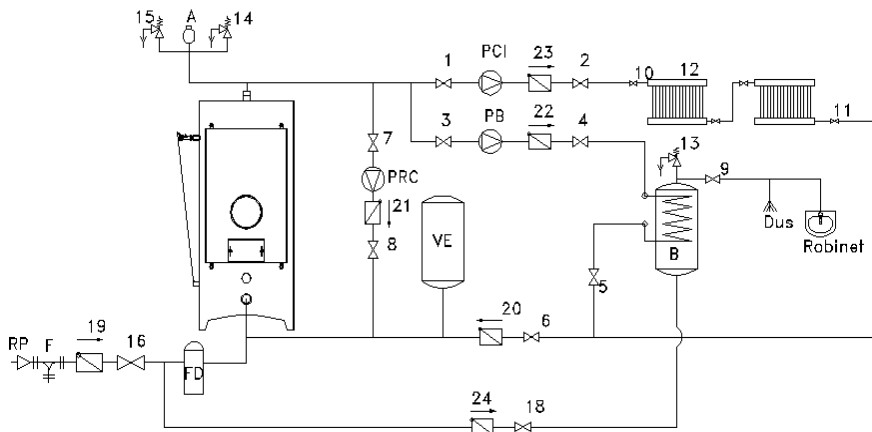 15 A 14
1 PCI 23 2 10 12
11
3 PB 22 4
7
13
9
PRC
21
VE
8
Dus
Robinet
B
5
20 6
RP F 19 16
FD
24 18